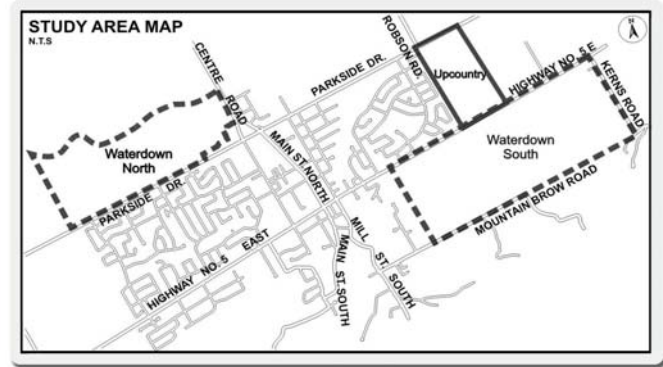 STUDY AREA MAP
N.T.S
N
CENTRE ROAD
ROBSON RD.
PARKSIDE DR.
Upcountry
HIGHWAY NO. 5 E
KERNS ROAD
Waterdown
North
MAIN ST. NORTH
Waterdown
South
PARKSIDE DR.
MOUNTAIN BROW ROAD
HIGHWAY NO. 5 EAST
MAIN ST. SOUTH
MILL ST. SOUTH